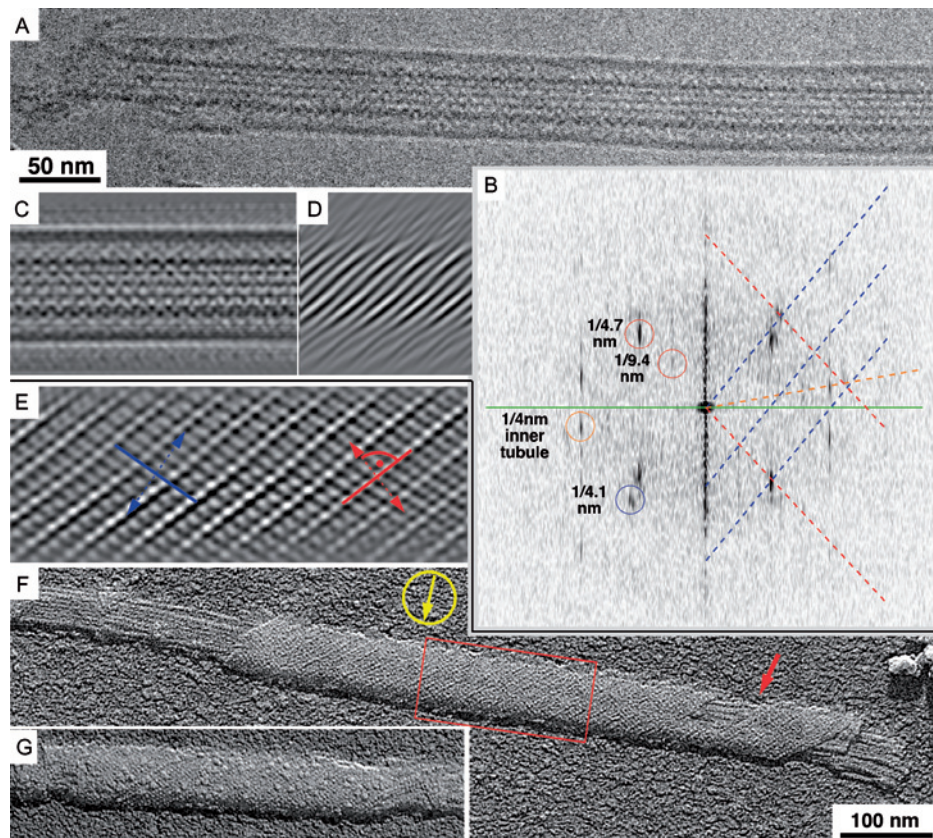 A
50 nm
B
C
D
1/4.7
nm
1/9.4
nm
1/4nm
inner
tubule
1/4.1
nm
E
F
G
100 nm